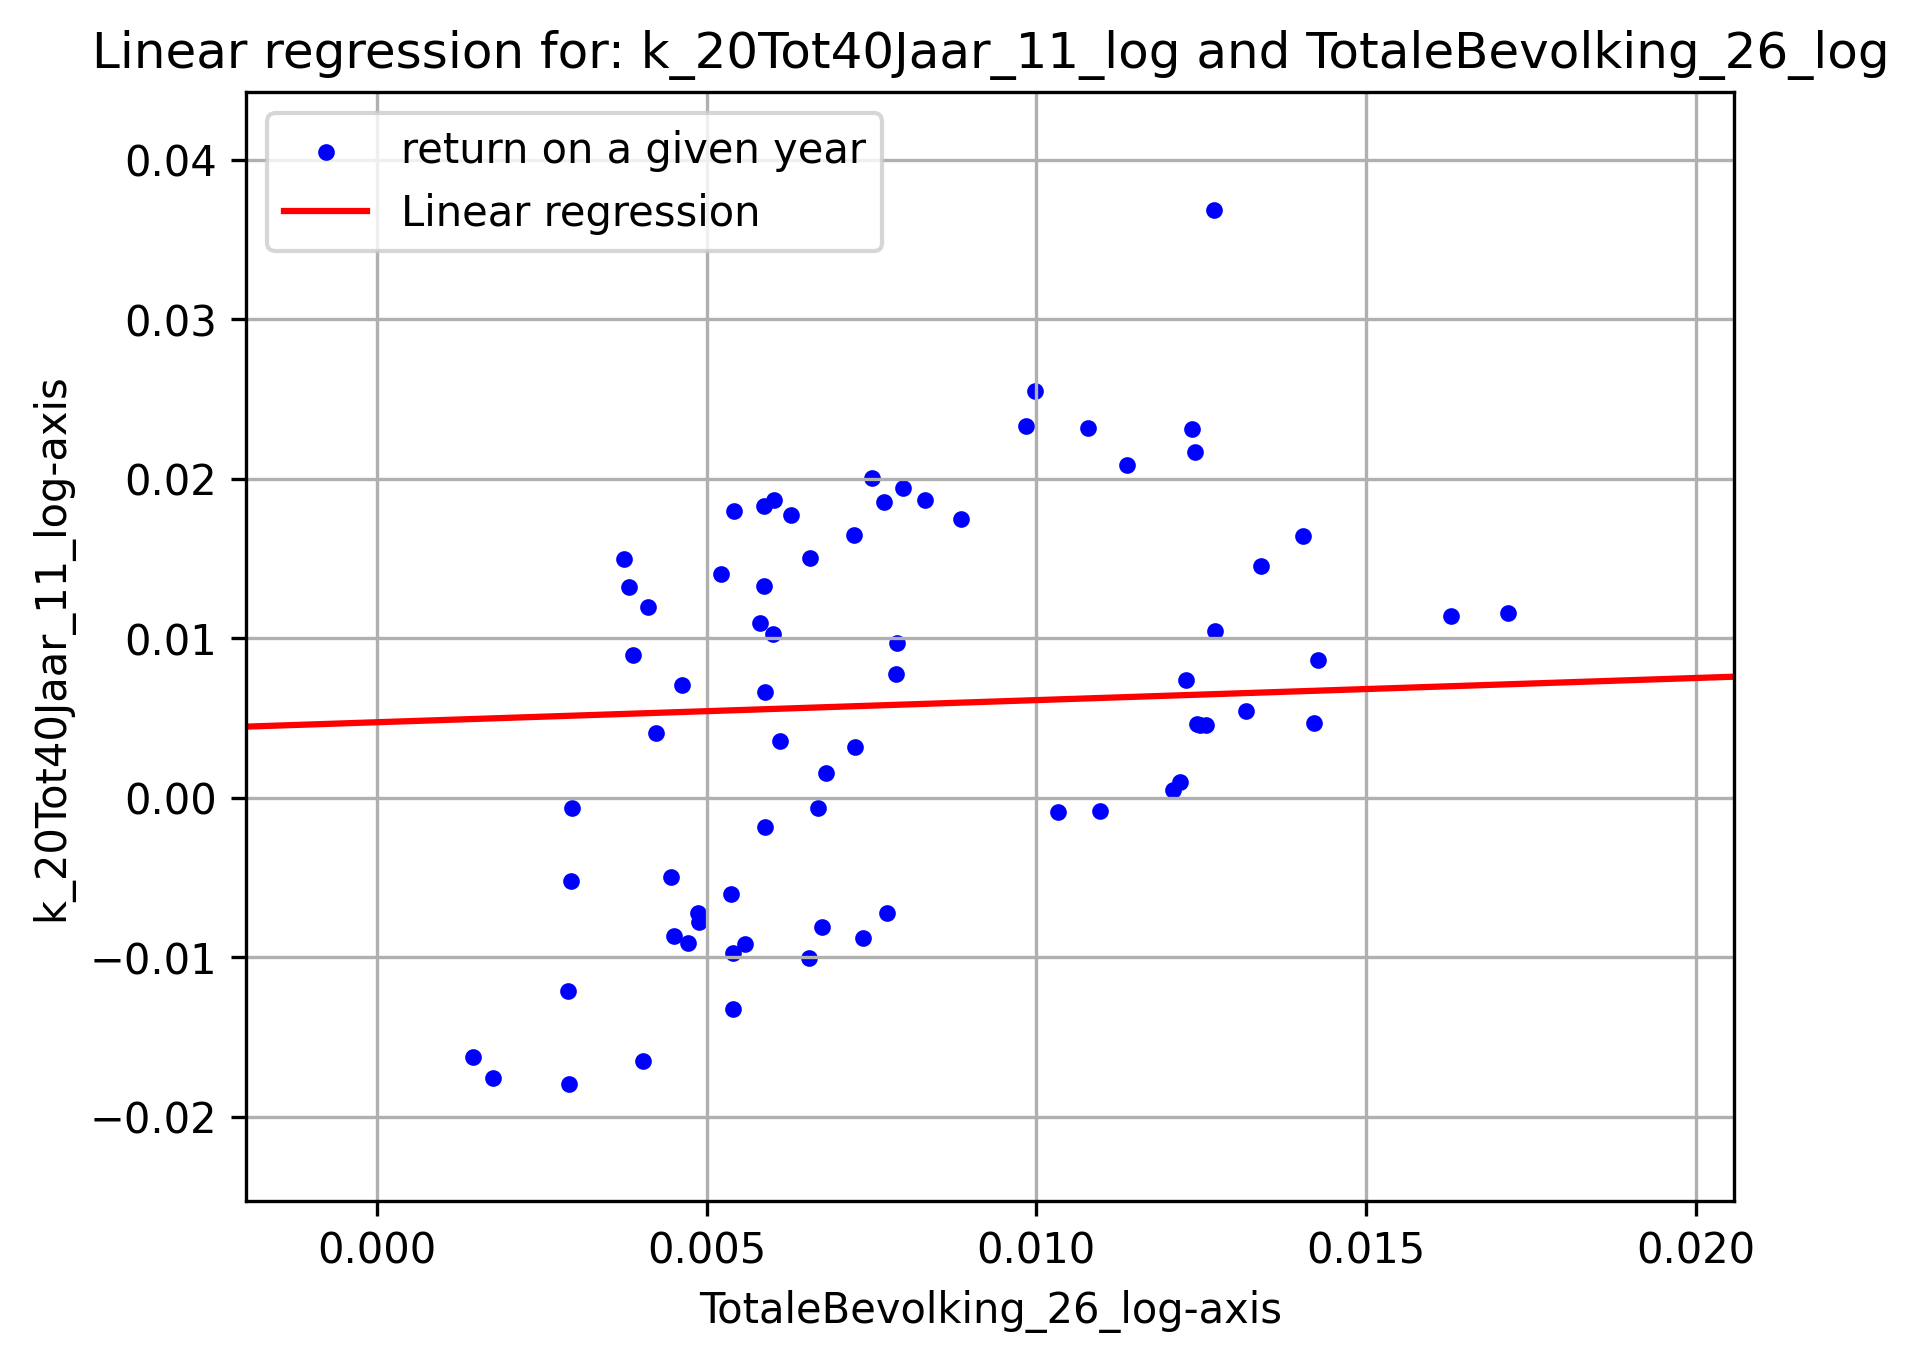 Linear regression for: k_20Tot40Jaar_11_log and TotaleBevolking_26_log
return on a given year
Linear regression
0.04
0.03
0.02
0.01
0.00
−0.01
−0.02
k_20Tot40Jaar_11_log-axis
0.000 0.005 0.010 0.015 0.020
TotaleBevolking_26_log-axis